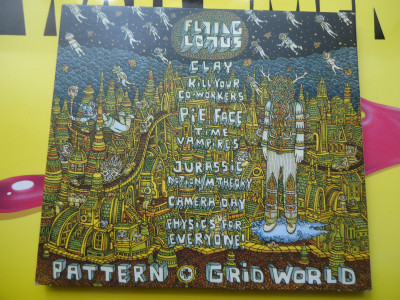 FLYING
LOTUS
CLAY
KILL YOUR
CO-WORKERS
PIE FACE
TIME
VAMPIRES
JURASSIC
NOTION/M THEORY
CAMERA DAY
PHYSICS FOR
EVERYONE!
PATTERN GRID WORLD